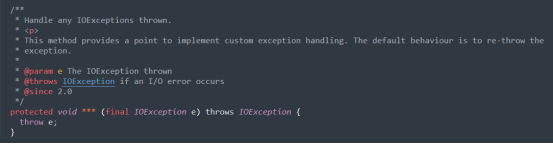 /**
* Handle any IOExceptions thrown.
* <p>
* This method provides a point to implement custom exception handling. The default behaviour is to re-throw the
* exception.
*
* @param e The IOException thrown
* @throws IOException if an I/O error occurs
* @since 2.0
*/
protected void *** (final IOException e) throws IOException {
throw e;
}